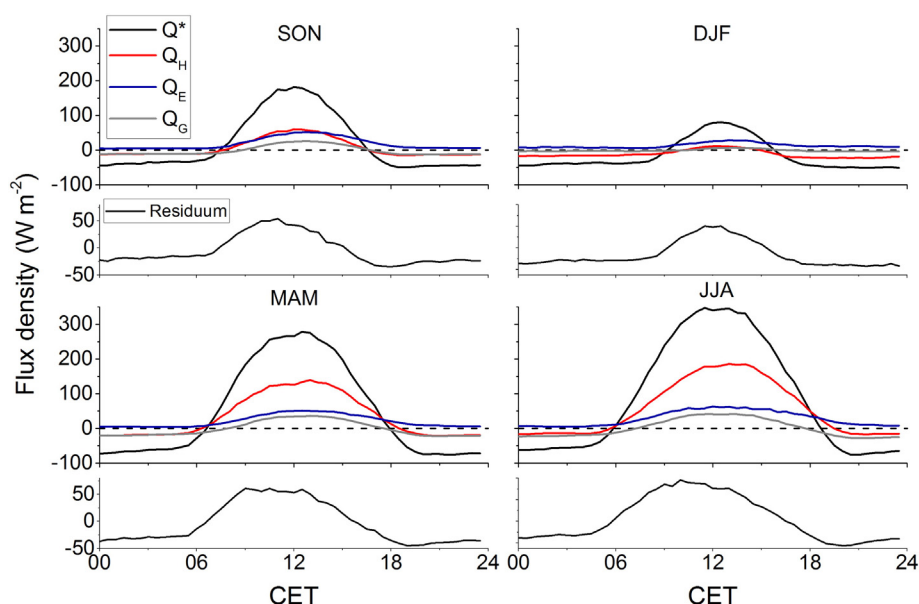 SON
DJF
Q*
Q_H
Q_E
Q_G
300
200
100
0
-100
Residuum
50
0
-50
MAM
JJA
300
200
100
0
-100
50
0
-50
00
06
12
18
24
00
06
12
18
24
CET
CET
Flux density (W m⁻²)